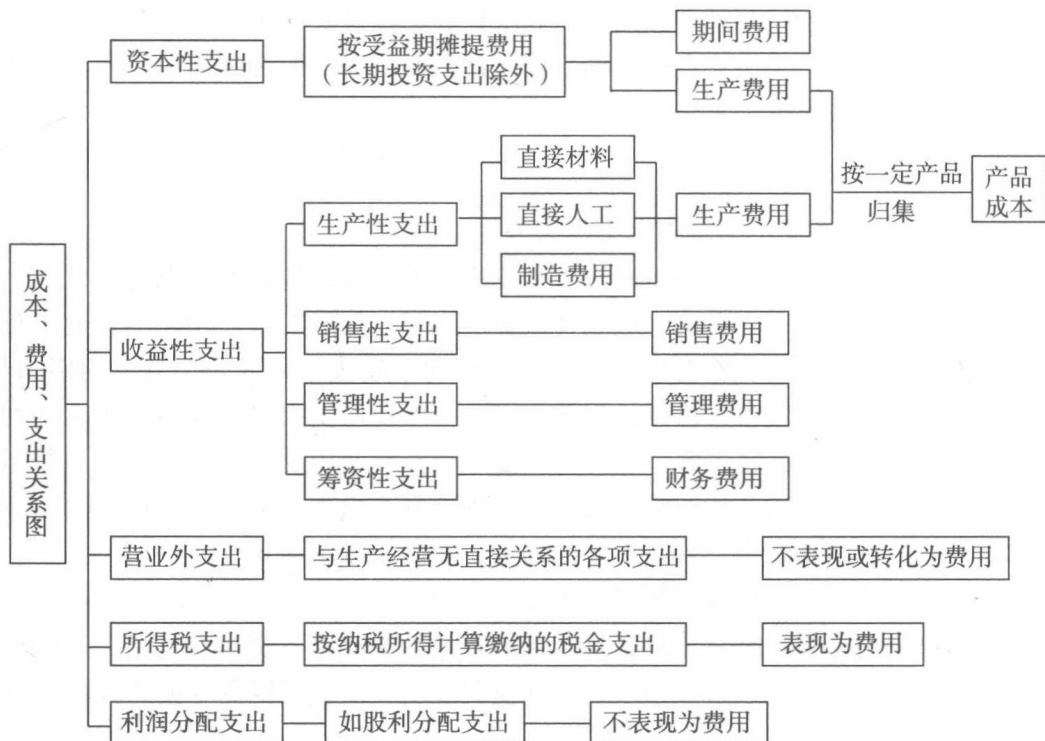 成本、费用、支出关系图
资本性支出
按受益期摊提费用
(长期投资支出除外)
期间费用
生产费用
收益性支出
生产性支出
直接材料
直接人工
制造费用
生产费用
按一定产品
归集
产品
成本
销售性支出
销售费用
管理性支出
管理费用
筹资性支出
财务费用
营业外支出
与生产经营无直接关系的各项支出
不表现或转化为费用
所得税支出
按纳税所得计算缴纳的税金支出
表现为费用
利润分配支出
如股利分配支出
不表现为费用